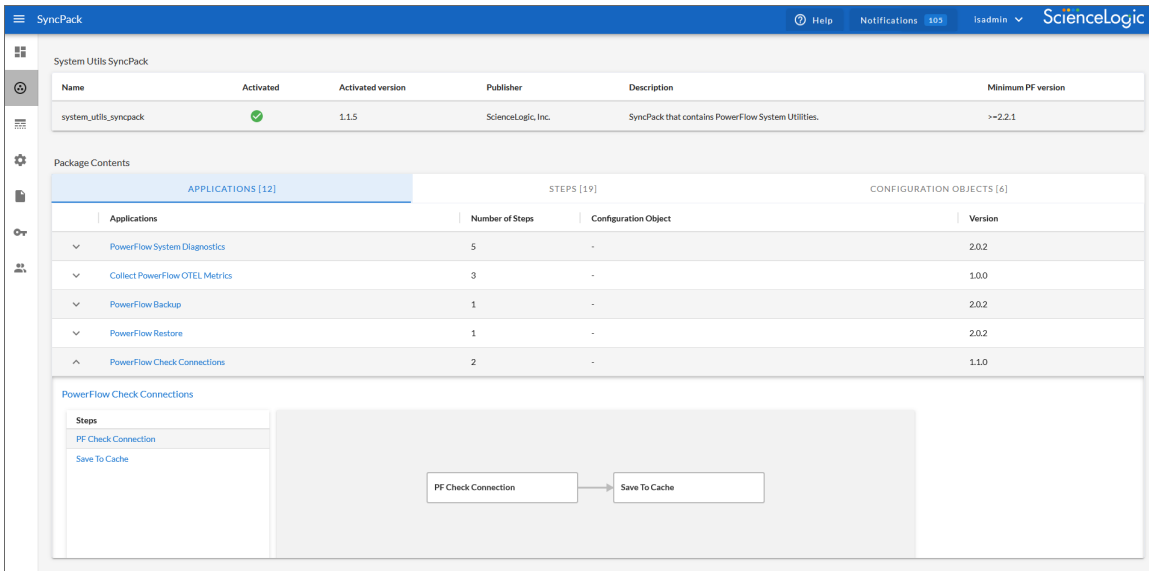 SyncPack
Help
Notifications 105
isadmin
ScienceLogic
System Utils SyncPack
Name Activated Activated version Publisher Description Minimum PF version
system_utils_syncpack 1.1.5 ScienceLogic, Inc. SyncPack that contains PowerFlow System Utilities. >=2.2.1
Package Contents
APPLICATIONS [12] STEPS [19] CONFIGURATION OBJECTS [6]
Applications Number of Steps Configuration Object Version
PowerFlow System Diagnostics 5 - 2.0.2
Collect PowerFlow OTEL Metrics 3 - 1.0.0
PowerFlow Backup 1 - 2.0.2
PowerFlow Restore 1 - 2.0.2
PowerFlow Check Connections 2 - 1.1.0
PowerFlow Check Connections
Steps
PF Check Connection
Save To Cache
PF Check Connection Save To Cache